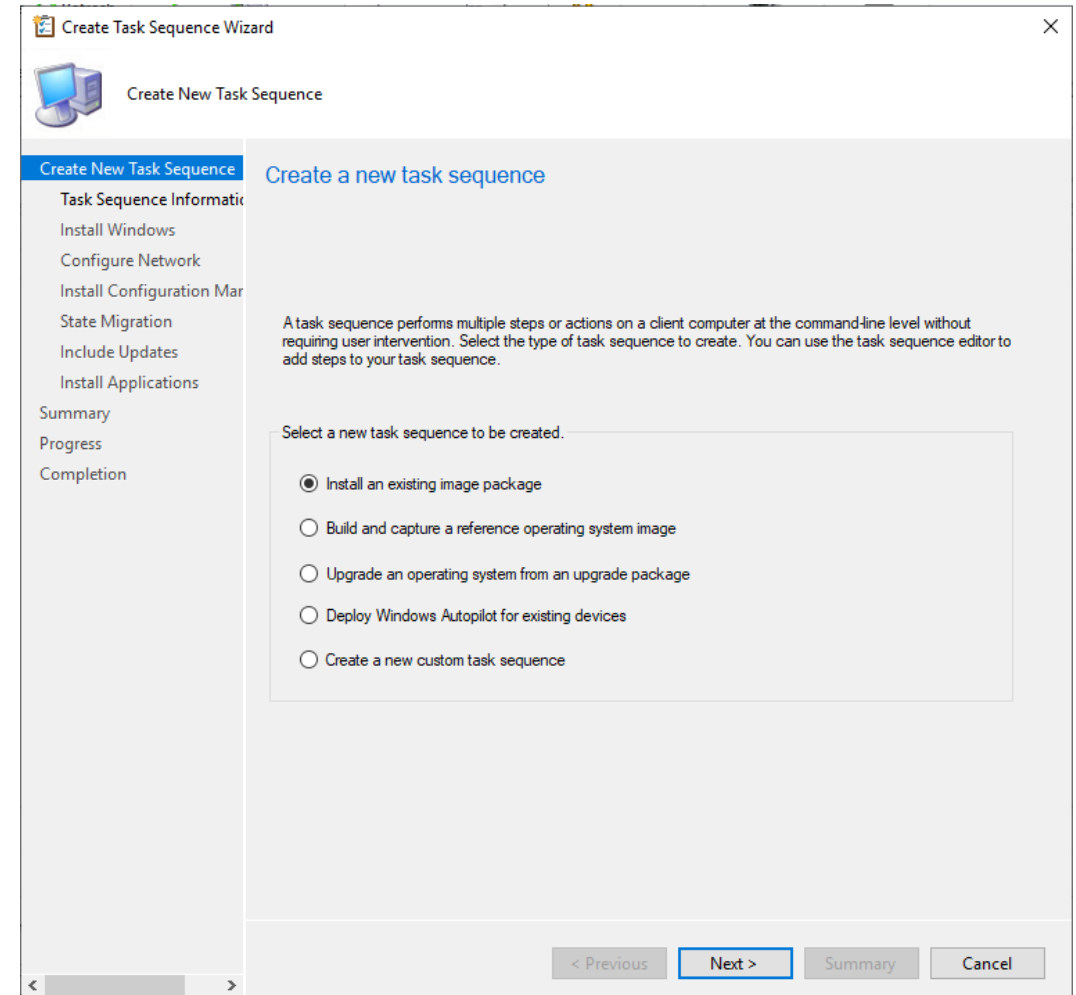 Create Task Sequence Wizard
Create New Task Sequence
Create New Task Sequence
Task Sequence Informatic
Install Windows
Configure Network
Install Configuration Mar
State Migration
Include Updates
Install Applications
Summary
Progress
Completion
Create a new task sequence
A task sequence performs multiple steps or actions on a client computer at the command-line level without
requiring user intervention. Select the type of task sequence to create. You can use the task sequence editor to
add steps to your task sequence.
Select a new task sequence to be created.
Install an existing image package
Build and capture a reference operating system image
Upgrade an operating system from an upgrade package
Deploy Windows Autopilot for existing devices
Create a new custom task sequence
< Previous
Next >
Summary
Cancel